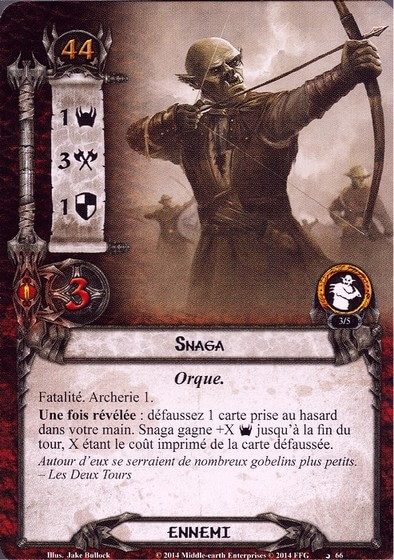 44
1
3
1
3
3/5
SNAGA
Orque.
Fatalité. Archerie 1.
Une fois révélée : défaussez 1 carte prise au hasard
dans votre main. Snaga gagne +X jusqu'à la fin du
tour, X étant le coût imprimé de la carte défaussée.
Autour d'eux se serraient de nombreux gobelins plus petits.
– Les Deux Tours
ENNEMI
Illus. Jake Bullock © 2014 Middle-earth Enterprises © 2014 FFG 66